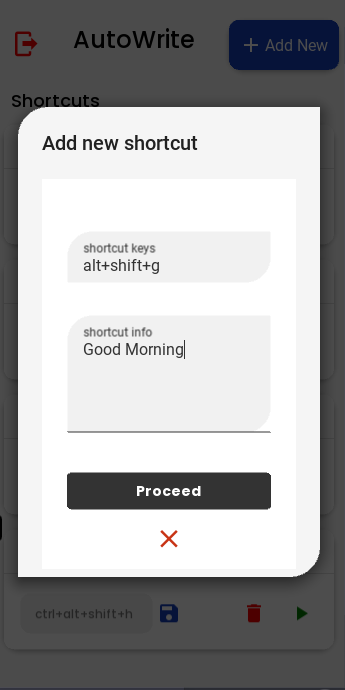 AutoWrite
Add New
Shortcuts
Add new shortcut
shortcut keys
alt+shift+g
shortcut info
Good Morning
Proceed
ctrl+alt+shift+h